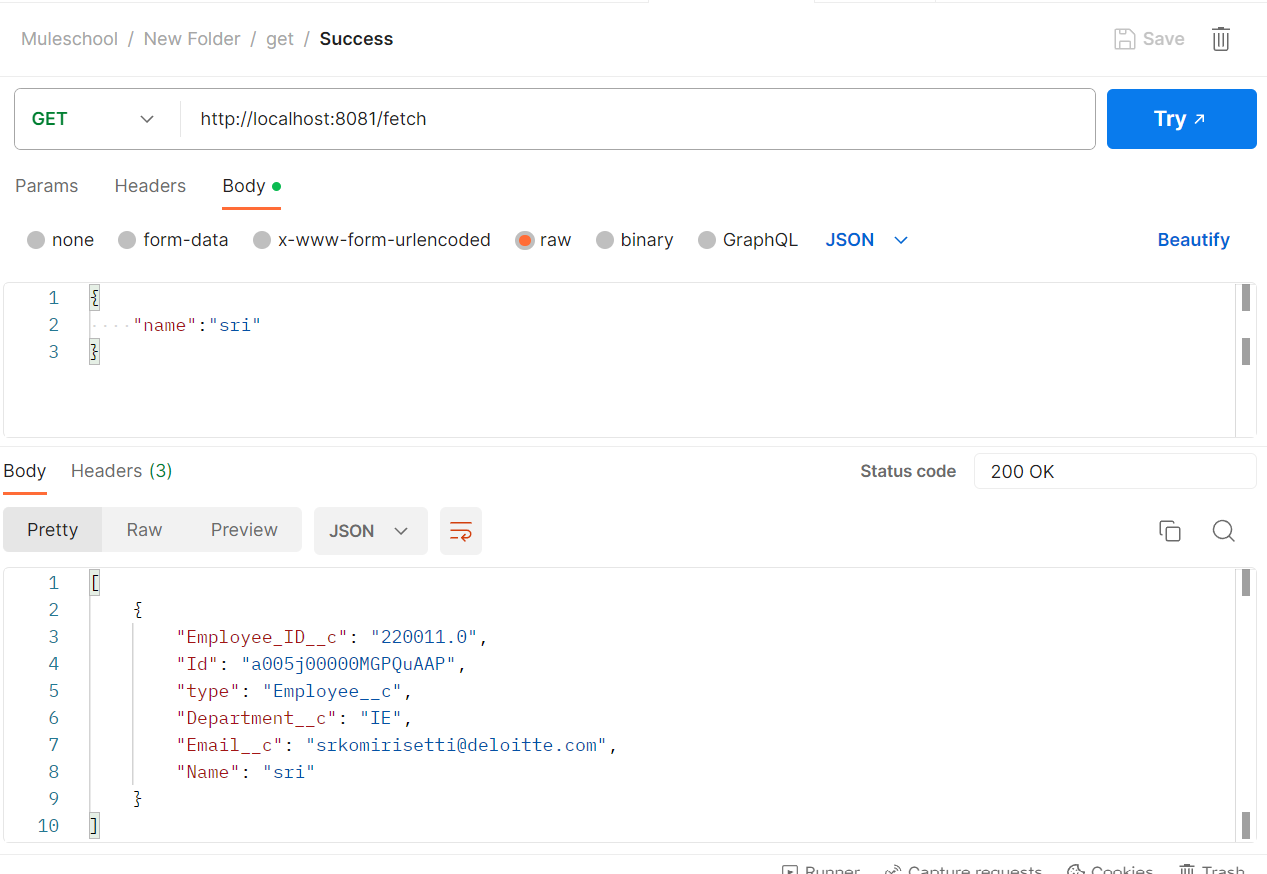 Muleschool / New Folder / get / Success
Save
GET
http://localhost:8081/fetch
Try
Params Headers Body
none form-data x-www-form-urlencoded raw binary GraphQL JSON Beautify
1 {
2 "name":"sri"
3 }
Body Headers (3) Status code 200 OK
Pretty Raw Preview JSON
1 [
2 {
3 "Employee_ID__c": "220011.0",
4 "Id": "a005j00000MGPQuAAP",
5 "type": "Employee__c",
6 "Department__c": "IE",
7 "Email__c": "srkomirisetti@deloitte.com",
8 "Name": "sri"
9 }
10 ]
Runner Capture requests Cookies Trash